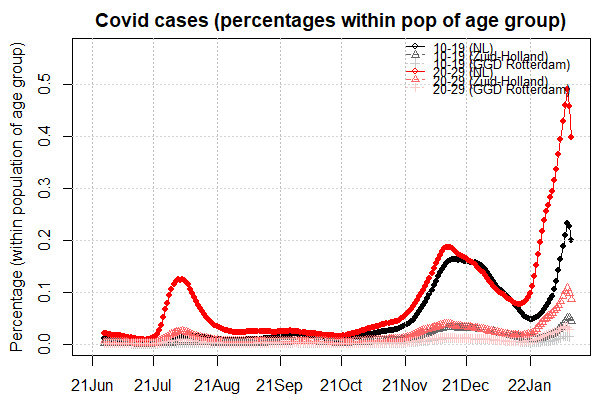 Covid cases (percentages within pop of age group)
Percentage (within population of age group)
0.5
0.4
0.3
0.2
0.1
0.0
10-19 (NL)
10-19 (Zuid-Holland)
10-19 (GGD Rotterdam)
20-29 (NL)
20-29 (Zuid-Holland)
20-29 (GGD Rotterdam)
21Jun
21Jul
21Aug
21Sep
21Oct
21Nov
21Dec
22Jan